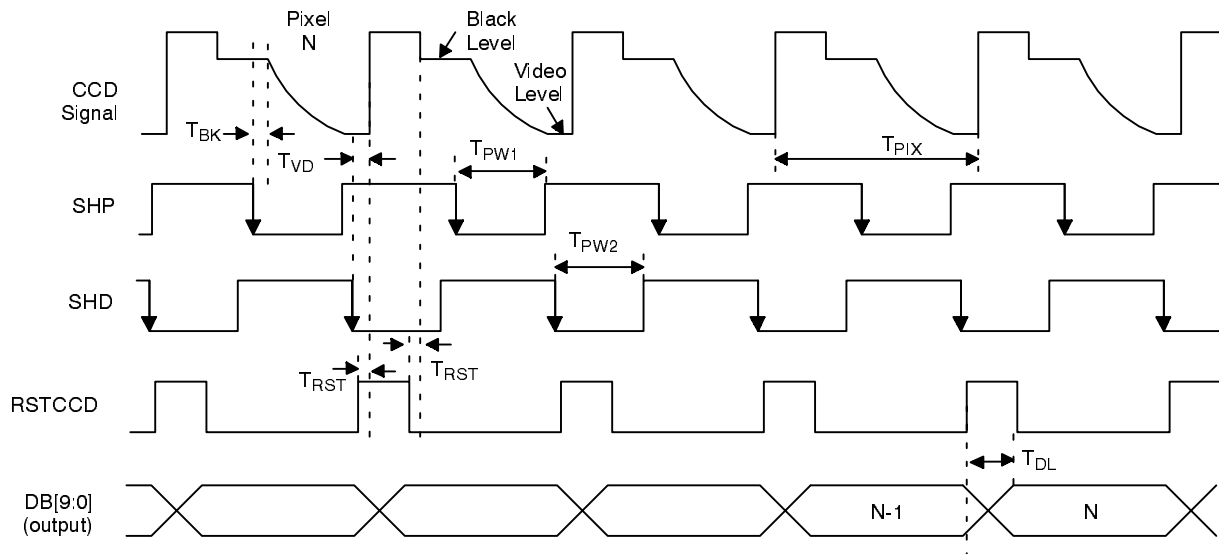 Pixel
N
Black
Level
Video
Level
CCD
Signal
TBK
TVD
TPW1
TPIX
SHP
TPW2
SHD
TRST
TRST
RSTCCD
TDL
DB[9:0]
(output)
N-1
N